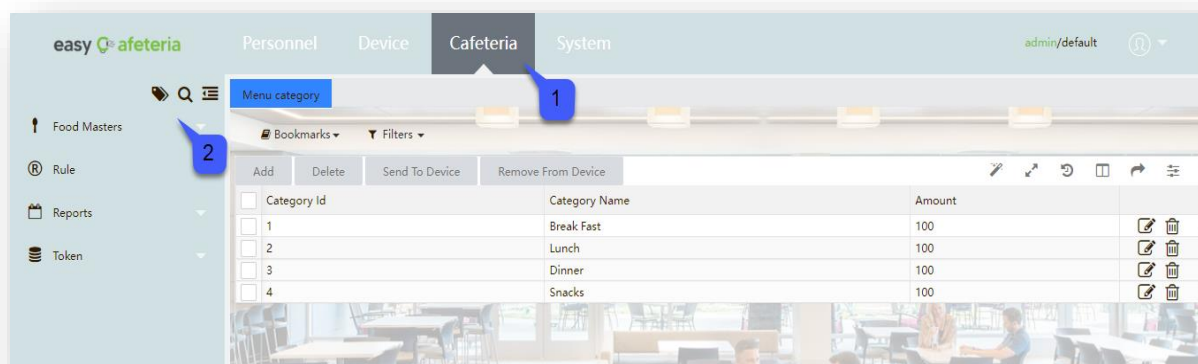 easy Cafeteria
Personnel Device Cafeteria System admin/default
1
Menu category
Food Masters
2
Bookmarks Filters
Rule
Add Delete Send To Device Remove From Device
Reports
Category Id Category Name Amount
1 Break Fast 100
2 Lunch 100
Token
3 Dinner 100
4 Snacks 100